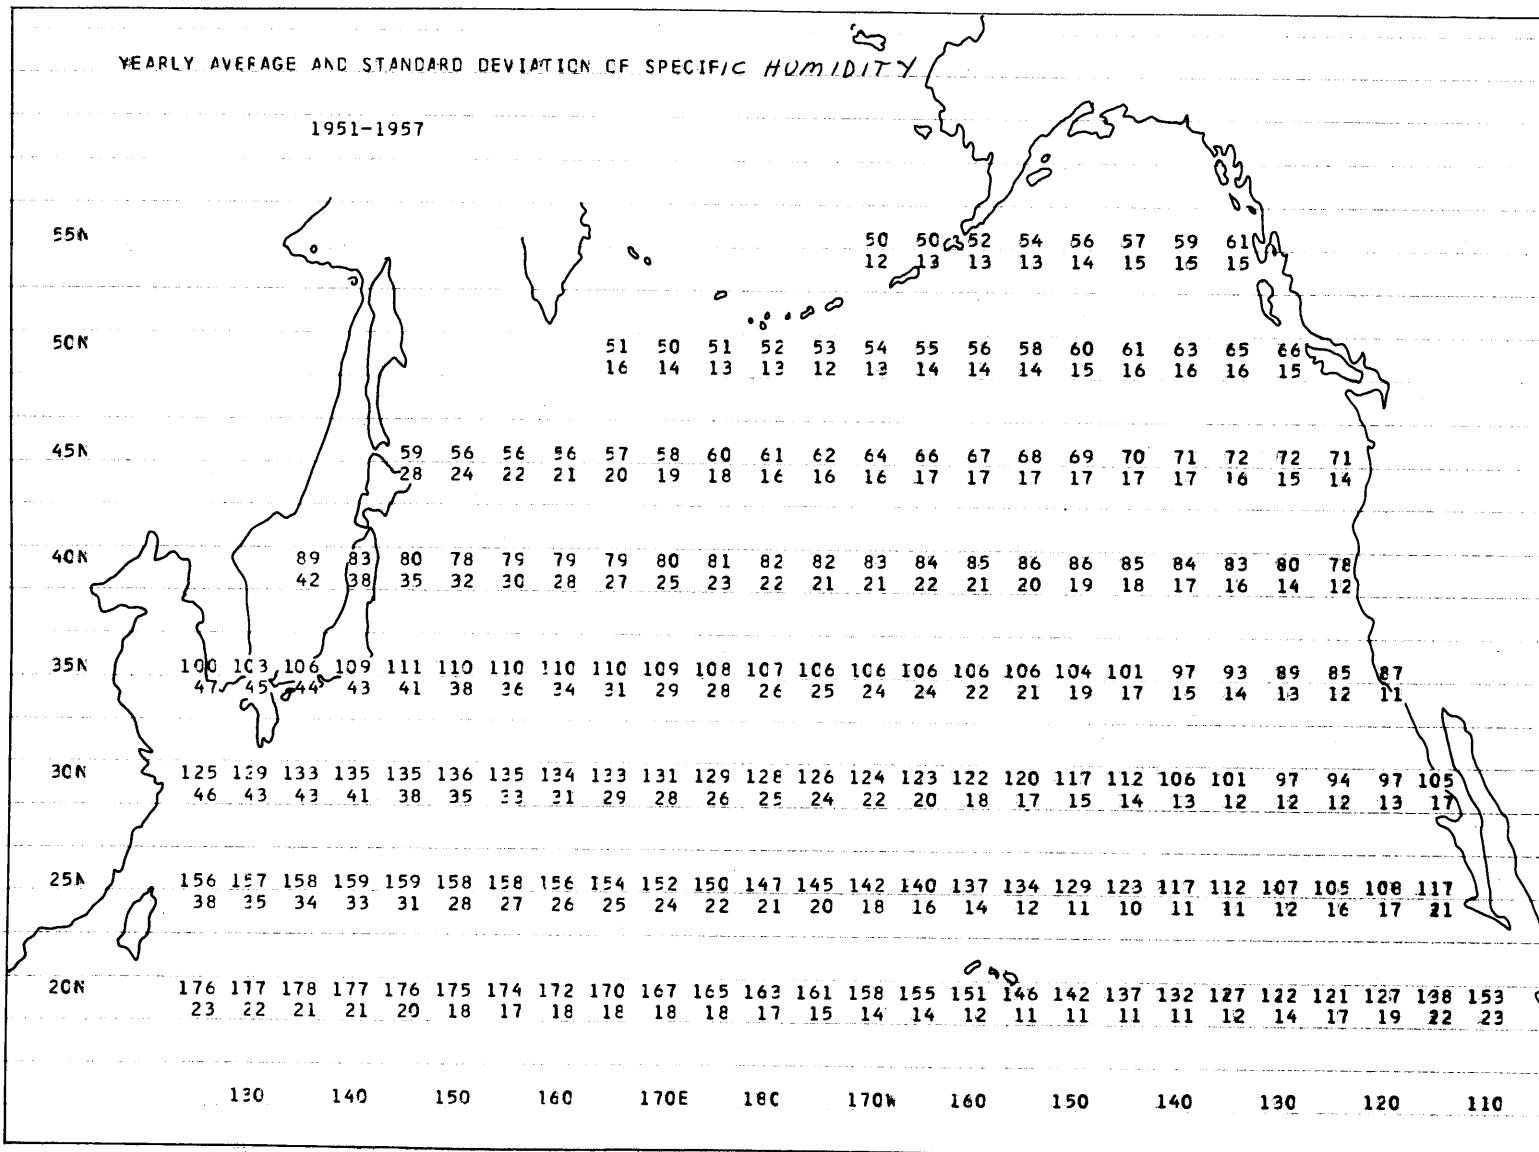 YEARLY AVERAGE AND STANDARD DEVIATION OF SPECIFIC HUMIDITY
1951-1957
55N 50 50 52 54 56 57 59 61
12 13 13 13 14 15 15 15
50N 51 50 51 52 53 54 55 56 58 60 61 63 65 66
16 14 13 13 12 13 14 14 14 15 16 16 16 15
45N 59 56 56 56 57 58 60 61 62 64 66 67 68 69 70 71 72 72 71
28 24 22 21 20 19 18 16 16 16 17 17 17 17 17 17 16 15 14
40N 89 83 80 78 79 79 79 80 81 82 82 83 84 85 86 86 85 84 83 80 78
42 38 35 32 30 28 27 25 23 22 21 21 22 21 20 19 18 17 16 14 12
35N 100 103 106 109 111 110 110 110 110 109 108 107 106 106 106 106 106 104 101 97 93 89 85 87
47 45 44 43 41 38 36 34 31 29 28 26 25 24 24 22 21 19 17 15 14 13 12 11
30N 125 129 133 135 135 136 135 134 133 131 129 128 126 124 123 122 120 117 112 106 101 97 94 97 105
46 43 43 41 38 35 33 31 29 28 26 25 24 22 20 18 17 15 14 13 12 12 12 13 17
25N 156 157 158 159 159 158 158 156 154 152 150 147 145 142 140 137 134 129 123 117 112 107 105 108 117
38 35 34 33 31 28 27 26 25 24 22 21 20 18 16 14 12 11 10 11 11 12 16 17 21
20N 176 177 178 177 176 175 174 172 170 167 165 163 161 158 155 151 146 142 137 132 127 122 121 127 138 153
23 22 21 21 20 18 17 18 18 18 18 17 15 14 14 12 11 11 11 11 12 14 17 19 22 23
130 140 150 160 170E 180 170W 160 150 140 130 120 110